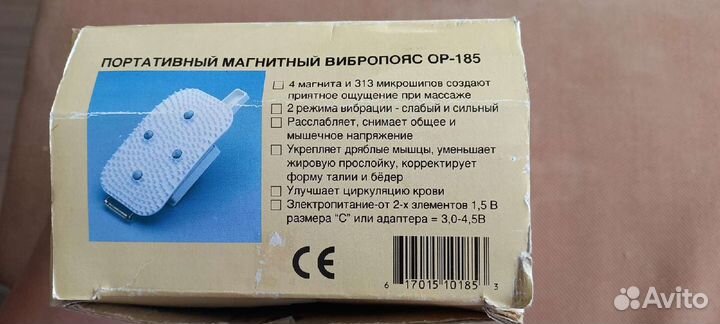 ПОРТАТИВНЫЙ МАГНИТНЫЙ ВИБРОПОЯС ОР-185
4 магнита и 313 микрошипов создают
приятное ощущение при массаже
2 режима вибрации - слабый и сильный
Расслабляет, снимает общее и
мышечное напряжение
Укрепляет дряблые мышцы, уменьшает
жировую прослойку, корректирует
форму талии и бёдер
Улучшает циркуляцию крови
Электропитание-от 2-х элементов 1,5 В
размера "С" или адаптера = 3,0-4,5В
CE
6 17015 10185 3
Avito